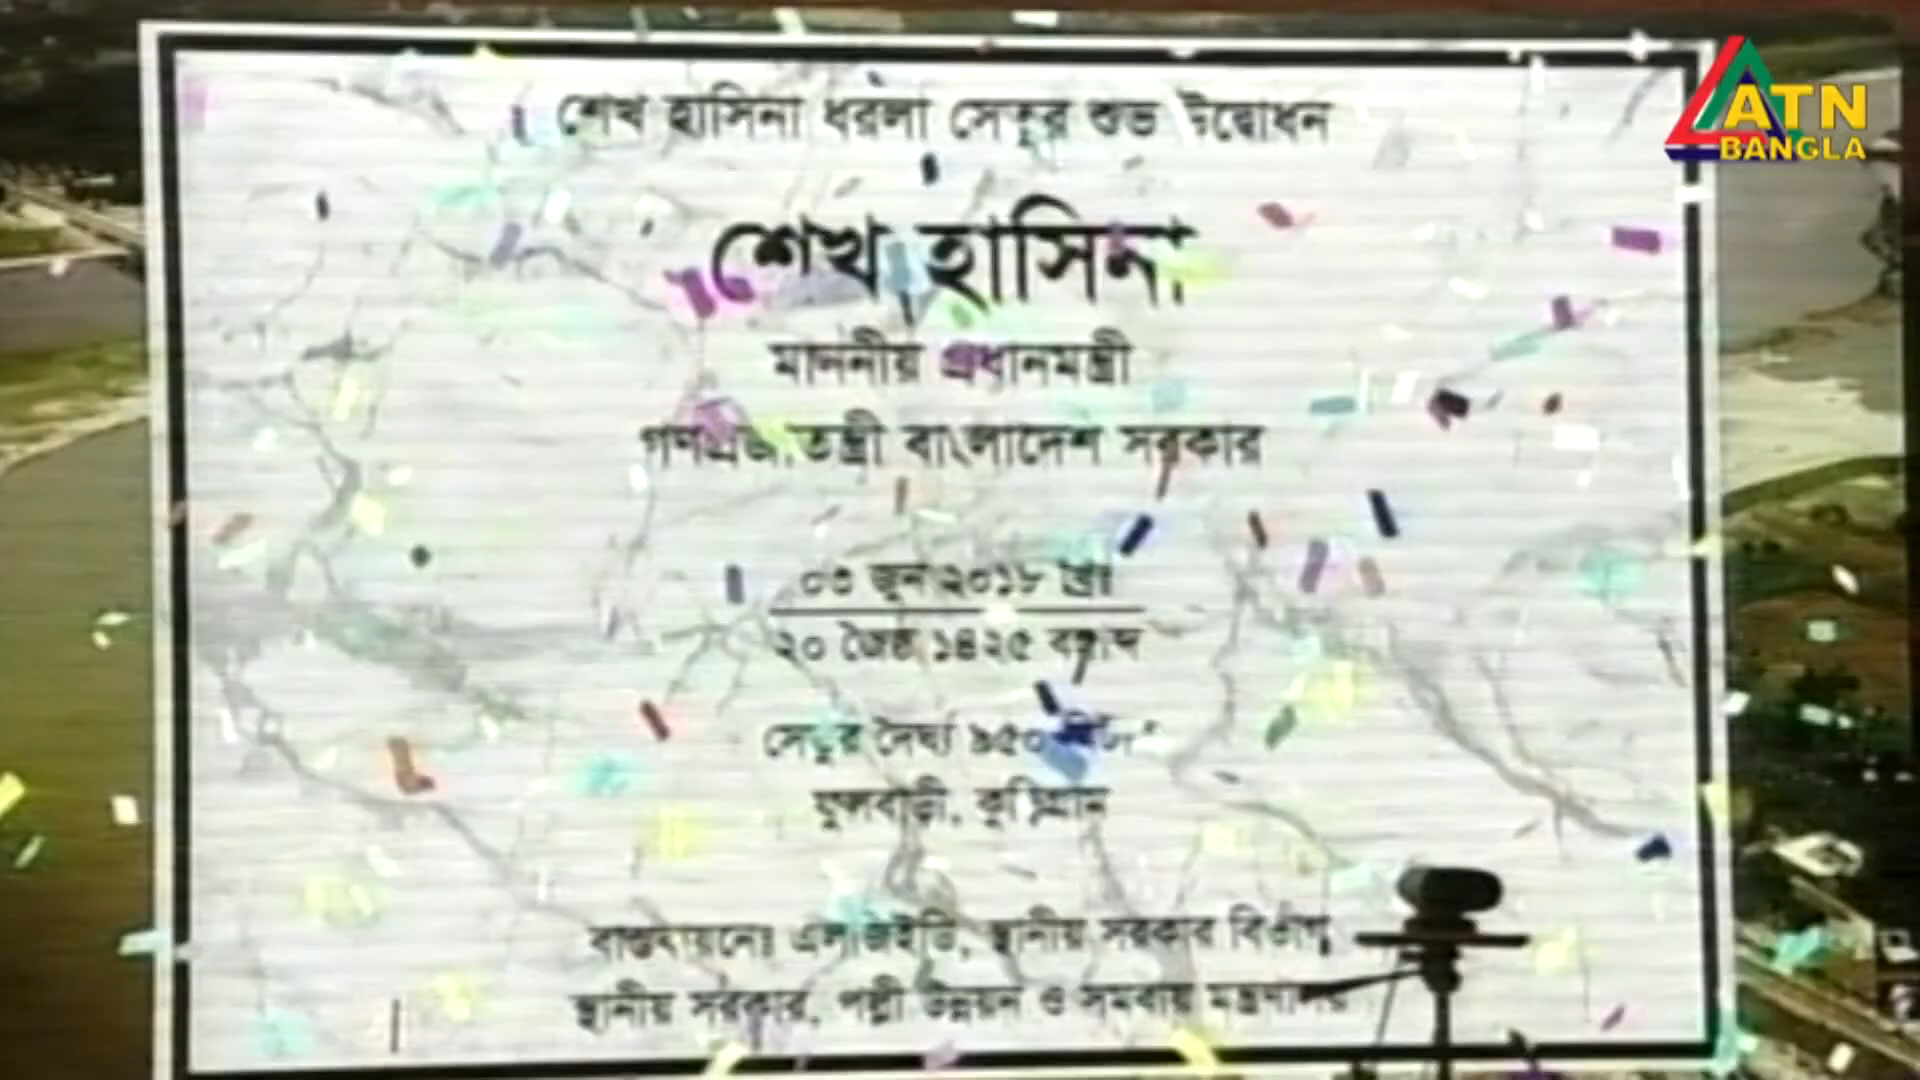 শেখ হাসিনা ধরলা সেতুর শুভ উদ্বোধন
শেখ হাসিনা
মাননীয় প্রধানমন্ত্রী
গণপ্রজাতন্ত্রী বাংলাদেশ সরকার
০৩ জুন ২০১৮ খ্রিঃ
২০ জ্যৈষ্ঠ ১৪২৫ বঙ্গাব্দ
সেতুর দৈর্ঘ্য ৯৫০
ফুলবাড়ী, কুড়িগ্রাম
বাস্তবায়নেঃ এলজিইডি, স্থানীয় সরকার বিভাগ
স্থানীয় সরকার, পল্লী উন্নয়ন ও সমবায় মন্ত্রণালয়
ATN
BANGLA